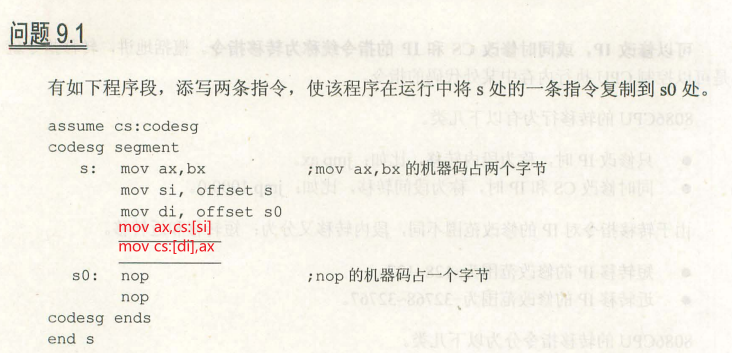 问题 9.1
有如下程序段，添写两条指令，使该程序在运行中将 s 处的一条指令复制到 s0 处。
assume cs:codesg
codesg segment
s: mov ax,bx ;mov ax,bx 的机器码占两个字节
mov si, offset s
mov di, offset s0
mov ax,cs:[si]
mov cs:[di],ax
s0: nop ;nop 的机器码占一个字节
nop
codesg ends
end s